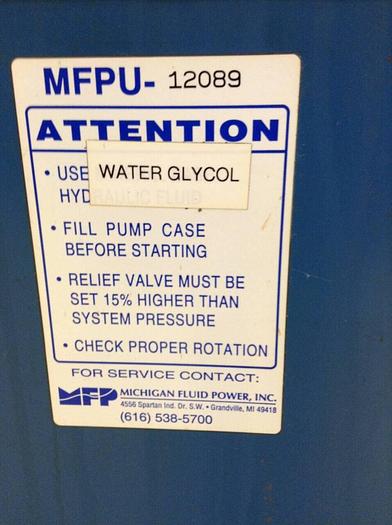 MFPU- 12089
ATTENTION
• USE WATER GLYCOL
HYDRAULIC FLUID
• FILL PUMP CASE
BEFORE STARTING
• RELIEF VALVE MUST BE
SET 15% HIGHER THAN
SYSTEM PRESSURE
• CHECK PROPER ROTATION
FOR SERVICE CONTACT:
MFP MICHIGAN FLUID POWER, INC.
4556 Spartan Ind. Dr. S.W. • Grandville, MI 49418
(616) 538-5700